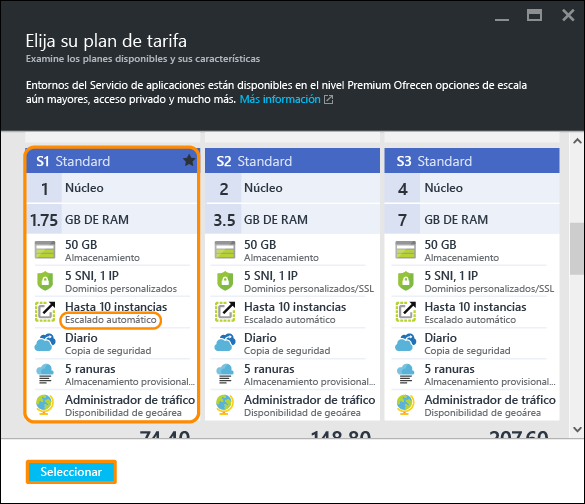 Elija su plan de tarifa
Examine los planes disponibles y sus características
Entornos del Servicio de aplicaciones están disponibles en el nivel Premium Ofrecen opciones de escala
aún mayores, acceso privado y mucho más. Más información
S1 Standard
1 Núcleo
1.75 GB DE RAM
50 GB
Almacenamiento
5 SNI, 1 IP
Dominios personalizados
Hasta 10 instancias
Escalado automático
Diario
Copia de seguridad
5 ranuras
Almacenamiento provisional...
Administrador de tráfico
Disponibilidad de geoárea
S2 Standard
2 Núcleo
3.5 GB DE RAM
50 GB
Almacenamiento
5 SNI, 1 IP
Dominios personalizados/SSL
Hasta 10 instancias
Escalado automático
Diario
Copia de seguridad
5 ranuras
Almacenamiento provisional...
Administrador de tráfico
Disponibilidad de geoárea
S3 Standard
4 Núcleo
7 GB DE RAM
50 GB
Almacenamiento
5 SNI, 1 IP
Dominios personalizados/SSL
Hasta 10 instancias
Escalado automático
Diario
Copia de seguridad
5 ranuras
Almacenamiento provisional...
Administrador de tráfico
Disponibilidad de geoárea
74.40
148.80
207.60
Seleccionar